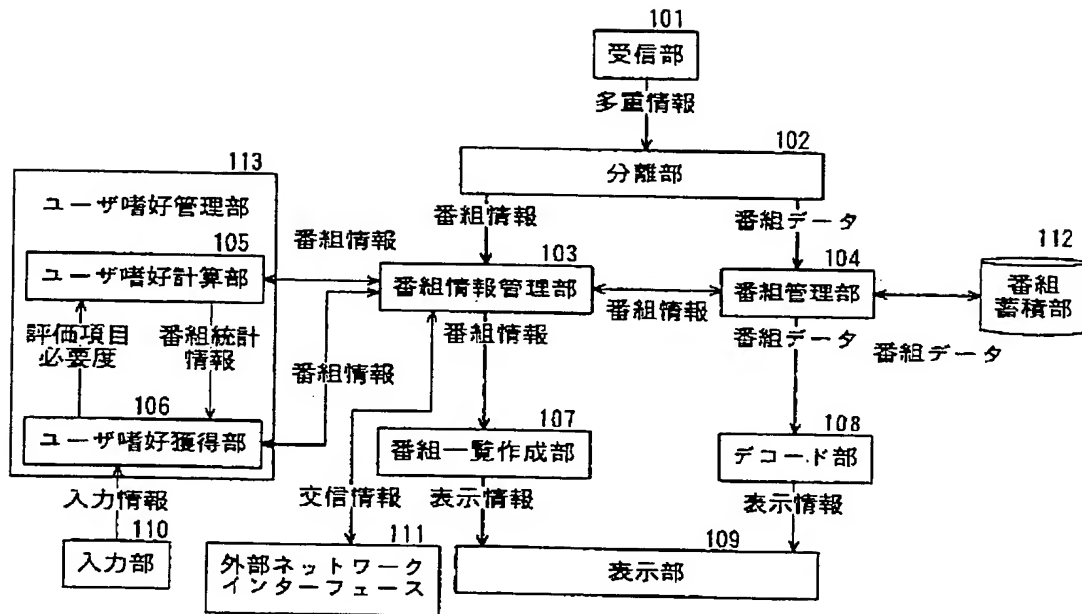 101
受信部
多重情報
102
分離部
113
ユーザ嗜好管理部
番組情報
番組データ
105
ユーザ嗜好計算部
番組情報
103
番組情報管理部
104
番組管理部
112
番組
蓄積部
評価項目
必要度
番組統計
情報
番組情報
番組情報
番組情報
番組データ
番組データ
106
ユーザ嗜好獲得部
107
番組一覧作成部
108
デコード部
入力情報
交信情報
表示情報
表示情報
110
入力部
111
外部ネットワーク
インターフェース
109
表示部